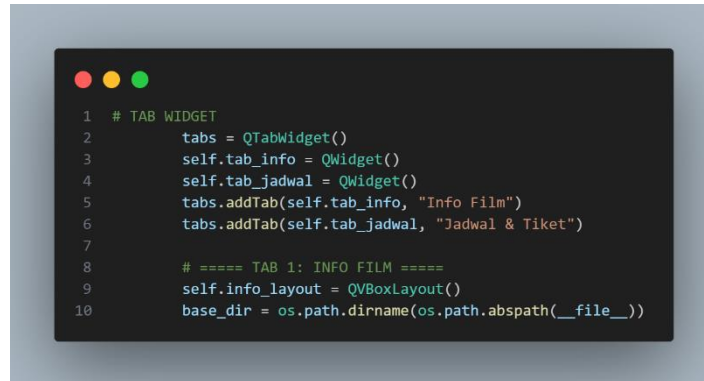 1 # TAB WIDGET
2 tabs = QTabWidget()
3 self.tab_info = QWidget()
4 self.tab_jadwal = QWidget()
5 tabs.addTab(self.tab_info, "Info Film")
6 tabs.addTab(self.tab_jadwal, "Jadwal & Tiket")
7
8 # ===== TAB 1: INFO FILM =====
9 self.info_layout = QVBoxLayout()
10 base_dir = os.path.dirname(os.path.abspath(__file__))